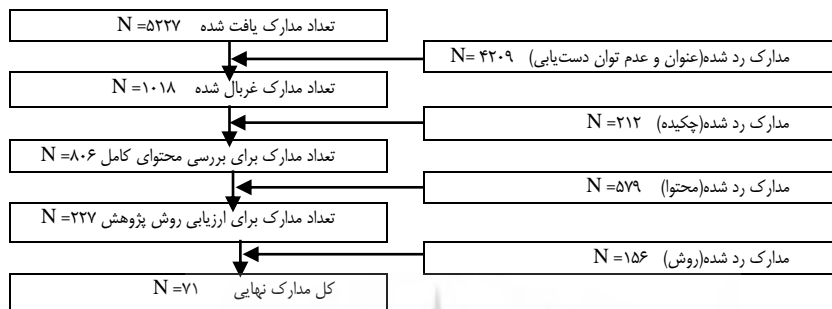 تعداد مدارک یافت شده N =۵۲۲۷
مدارک رد شده(عنوان و عدم توان دست‌یابی) N= ۴۲۰۹
تعداد مدارک غربال شده N =۱۰۱۸
مدارک رد شده(چکیده) N =۲۱۲
تعداد مدارک برای بررسی محتوای کامل N =۸۰۶
مدارک رد شده(محتوا) N =۵۷۹
تعداد مدارک برای ارزیابی روش پژوهش N =۲۲۷
مدارک رد شده(روش) N =۱۵۶
کل مدارک نهایی N =۷۱